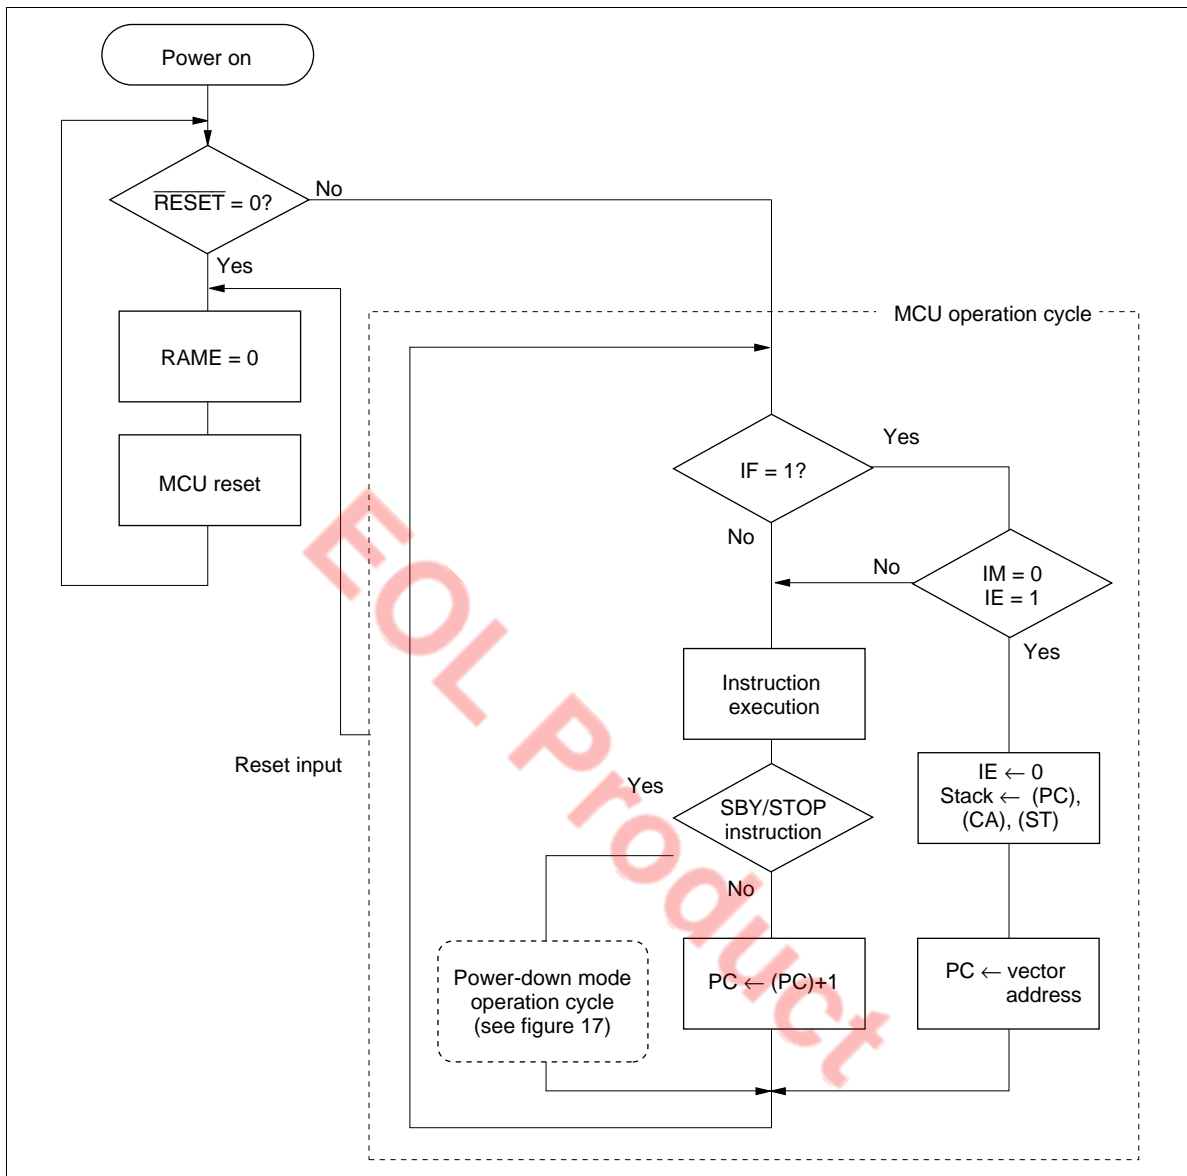 Power on
RESET = 0?
No
Yes
RAME = 0
MCU reset
Reset input
MCU operation cycle
IF = 1?
Yes
No
IM = 0
IE = 1
No
Yes
Instruction
execution
SBY/STOP
instruction
Yes
No
IE ← 0
Stack ← (PC),
(CA), (ST)
Power-down mode
operation cycle
(see figure 17)
PC ← (PC)+1
PC ← vector
address
EOL Product